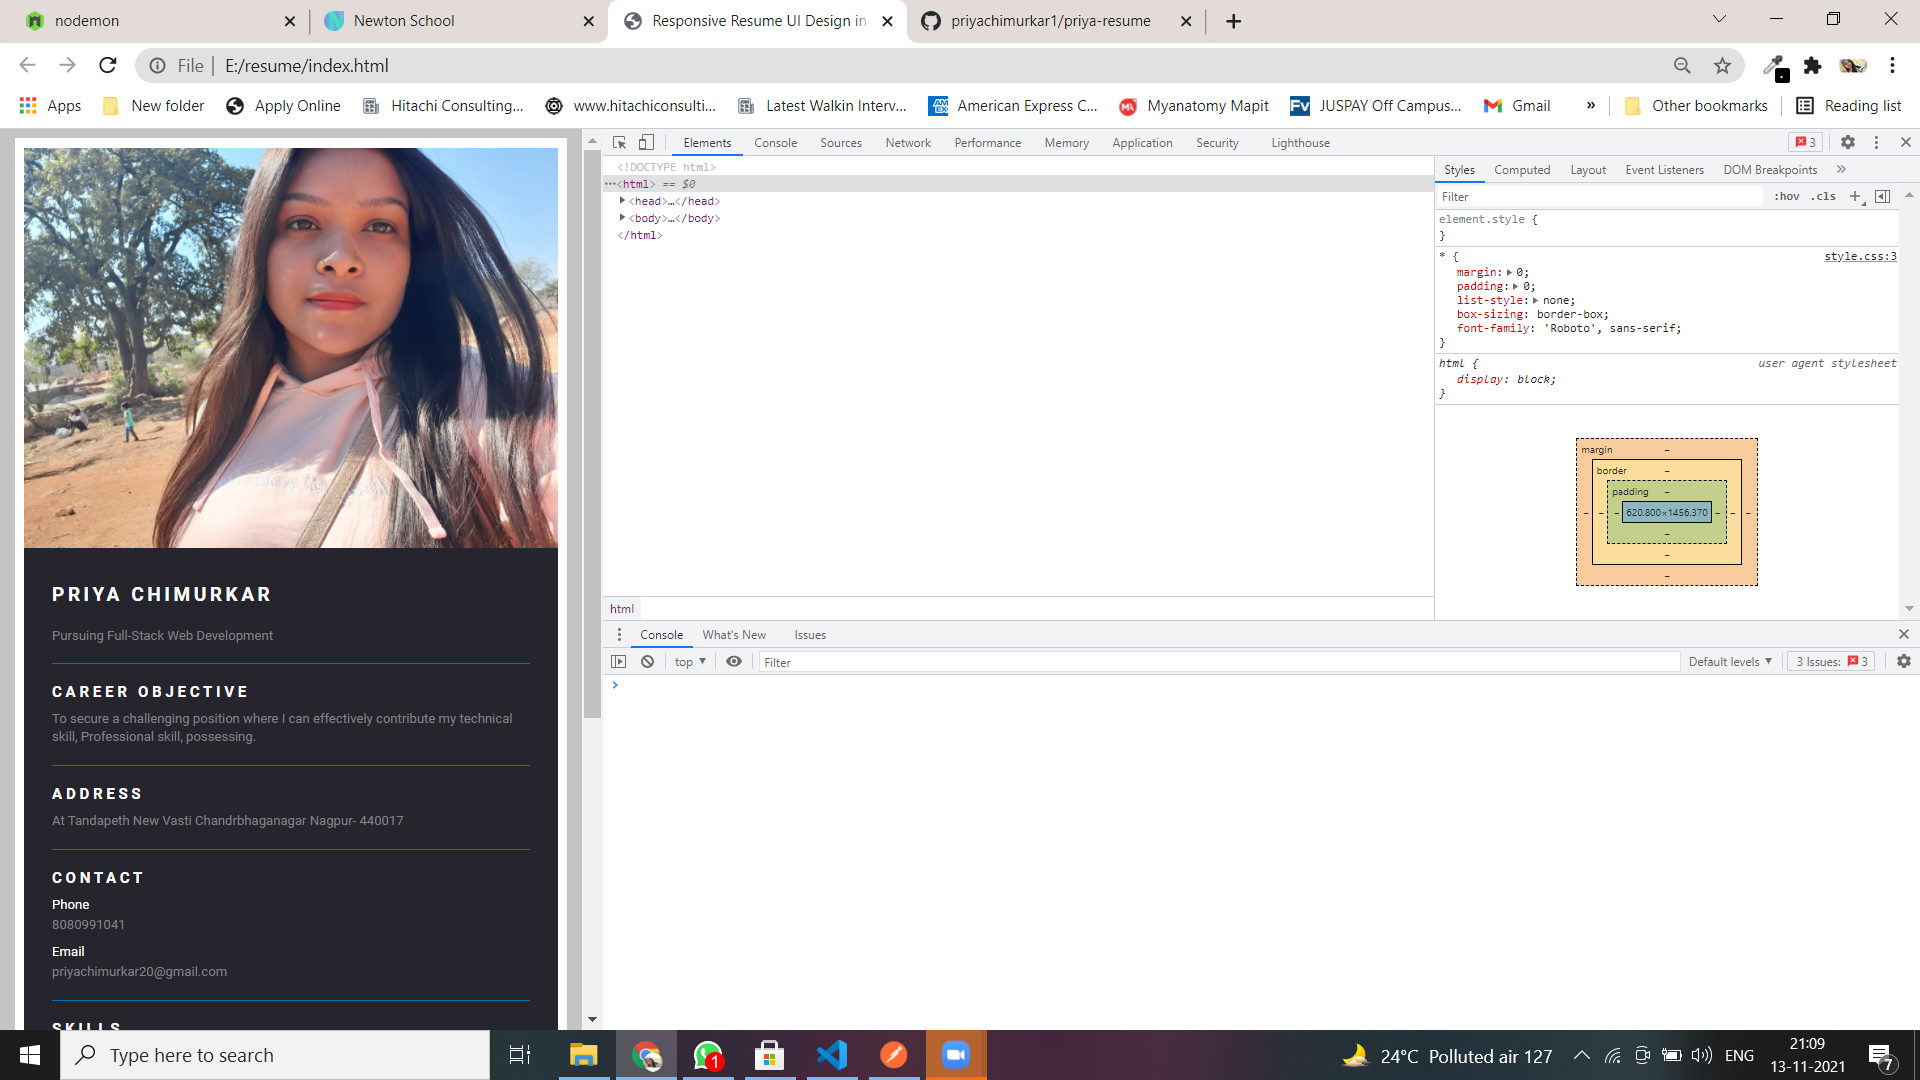 nodemon
Newton School
Responsive Resume UI Design in
priyachimurkar1/priya-resume
File | E:/resume/index.html
Apps
New folder
Apply Online
Hitachi Consulting...
www.hitachiconsulti...
Latest Walkin Interv...
American Express C...
Myanatomy Mapit
JUSPAY Off Campus...
Gmail
»
Other bookmarks
Reading list
PRIYA CHIMURKAR
Pursuing Full-Stack Web Development
CAREER OBJECTIVE
To secure a challenging position where I can effectively contribute my technical
skill, Professional skill, possessing.
ADDRESS
At Tandapeth New Vasti Chandrbhaganagar Nagpur- 440017
CONTACT
Phone
8080991041
Email
priyachimurkar20@gmail.com
SKILLS
Elements
Console
Sources
Network
Performance
Memory
Application
Security
Lighthouse
3
<!DOCTYPE html>
···<html> == $0
<head>…</head>
<body>…</body>
</html>
html
Styles
Computed
Layout
Event Listeners
DOM Breakpoints
»
Filter
:hov .cls +
element.style {
}
* {
style.css:3
margin: 0;
padding: 0;
list-style: none;
box-sizing: border-box;
font-family: 'Roboto', sans-serif;
}
html {
user agent stylesheet
display: block;
}
margin –
border –
padding –
– – – 620.800×1456.370 – – –
–
–
–
Console
What's New
Issues
top ▼
Filter
Default levels ▼
3 Issues: 3
>
Type here to search
1
24°C Polluted air 127
ENG
21:09
13-11-2021
7